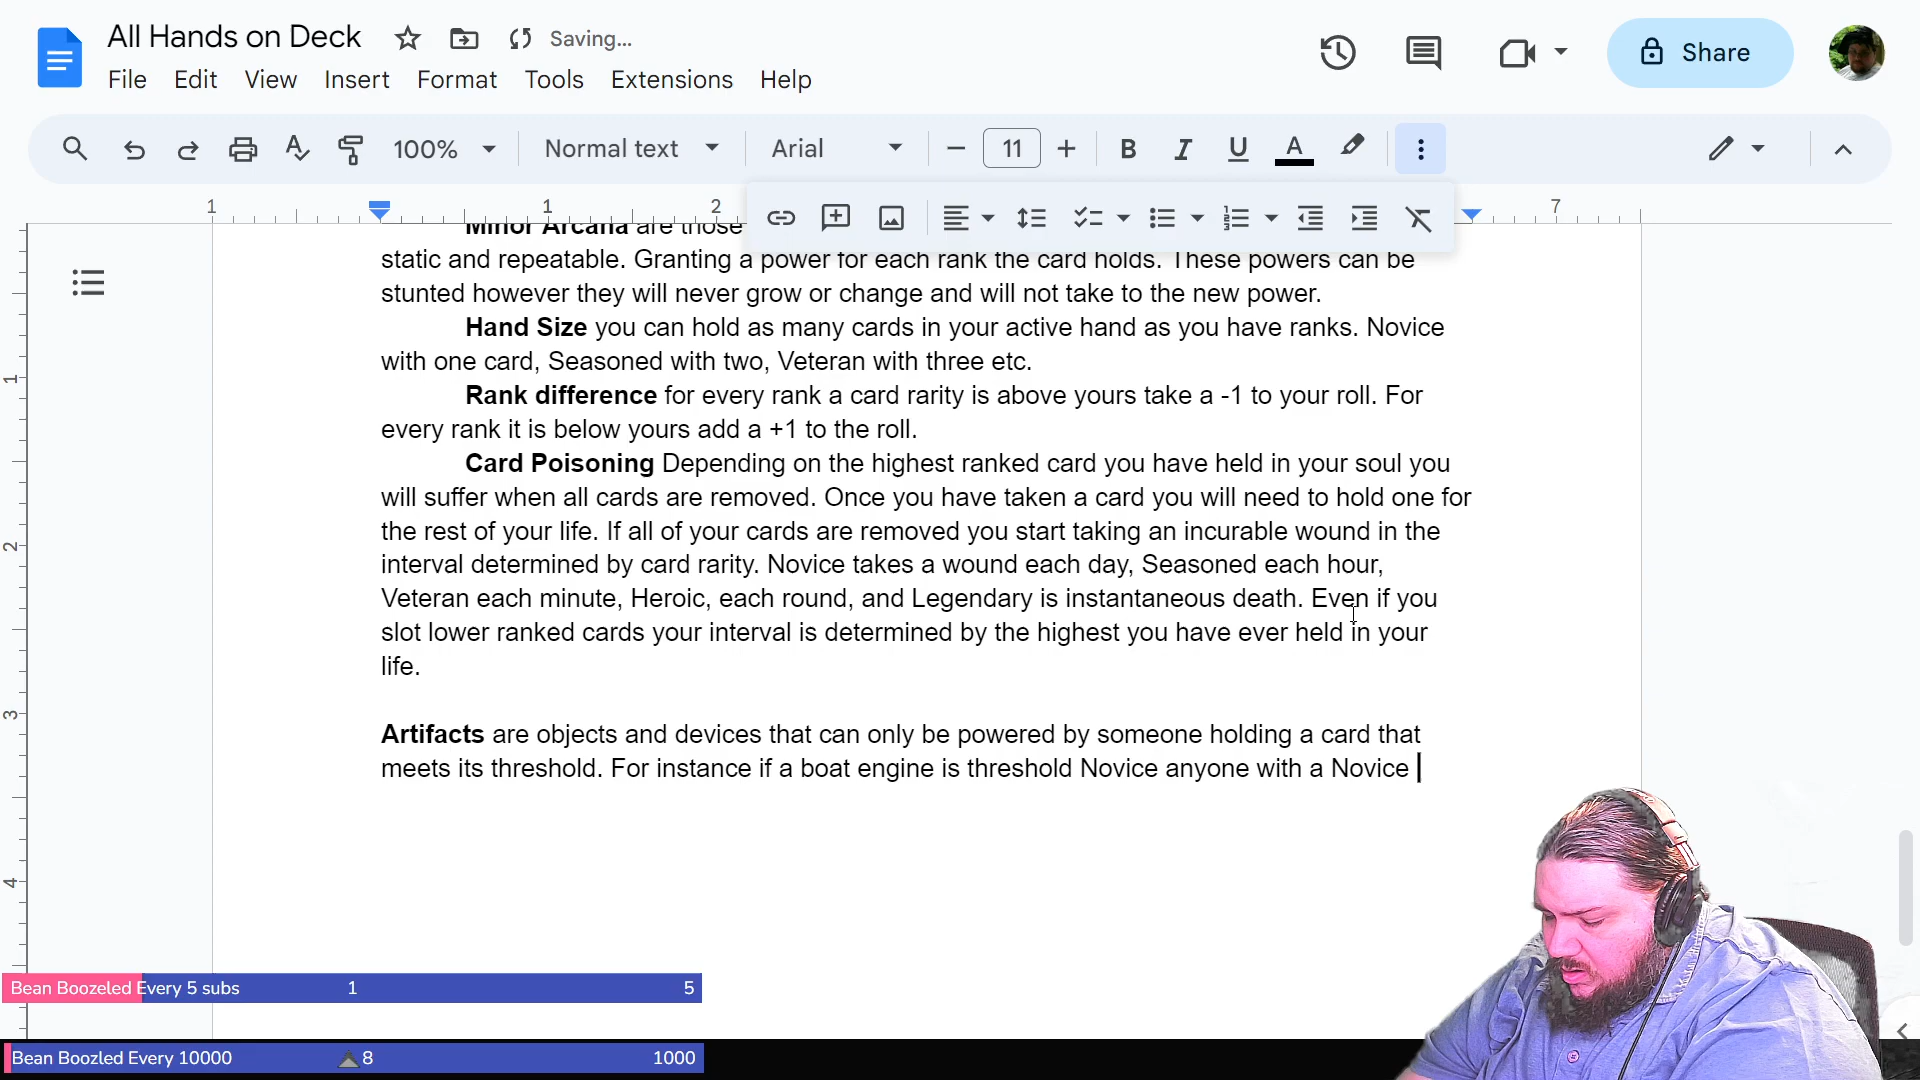 All Hands on Deck
Saving...
File Edit View Insert Format Tools Extensions Help
Share
100% Normal text Arial 11
1 1 2 7
Minor Arcana are those
static and repeatable. Granting a power for each rank the card holds. These powers can be
stunted however they will never grow or change and will not take to the new power.
Hand Size you can hold as many cards in your active hand as you have ranks. Novice
with one card, Seasoned with two, Veteran with three etc.
Rank difference for every rank a card rarity is above yours take a -1 to your roll. For
every rank it is below yours add a +1 to the roll.
Card Poisoning Depending on the highest ranked card you have held in your soul you
will suffer when all cards are removed. Once you have taken a card you will need to hold one for
the rest of your life. If all of your cards are removed you start taking an incurable wound in the
interval determined by card rarity. Novice takes a wound each day, Seasoned each hour,
Veteran each minute, Heroic, each round, and Legendary is instantaneous death. Even if you
slot lower ranked cards your interval is determined by the highest you have ever held in your
life.
Artifacts are objects and devices that can only be powered by someone holding a card that
meets its threshold. For instance if a boat engine is threshold Novice anyone with a Novice
1
2
3
4
Bean Boozeled Every 5 subs 1 5
Bean Boozled Every 10000 8 1000